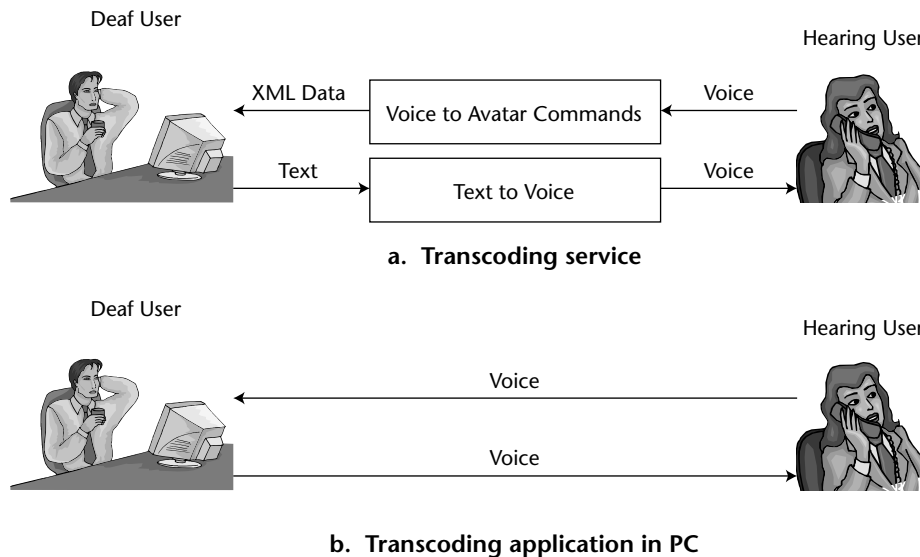 Deaf User
Hearing User
XML Data
Voice to Avatar Commands
Voice
Text
Text to Voice
Voice
a. Transcoding service
Deaf User
Hearing User
Voice
Voice
b. Transcoding application in PC